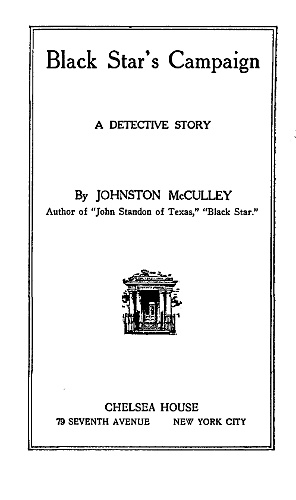 Black Star's Campaign
A DETECTIVE STORY
By JOHNSTON McCULLEY
Author of "John Standon of Texas," "Black Star."
CHELSEA HOUSE
79 SEVENTH AVENUE NEW YORK CITY